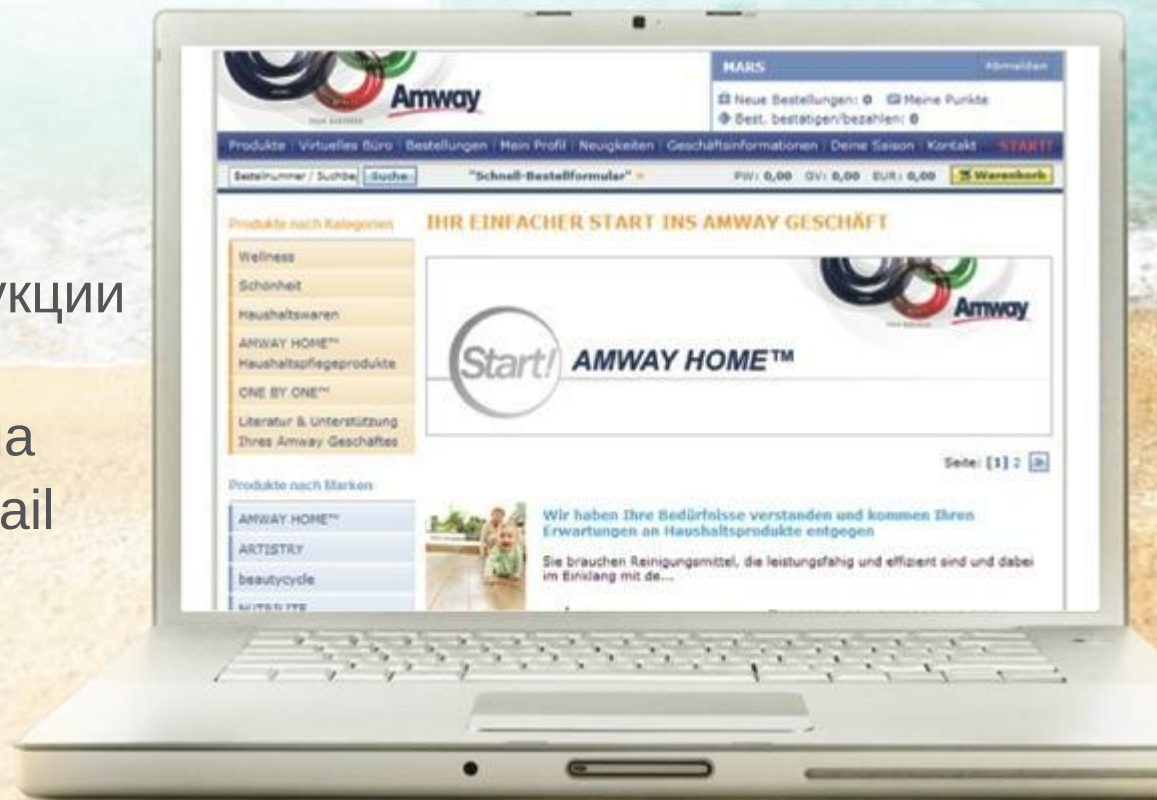 укции
а
ail
Amway
MARS Abmelden
Neue Bestellungen: 0 Meine Punkte
Best. bestätigen/bezahlen: 0
Produkte Virtuelles Büro Bestellungen Mein Profil Neuigkeiten Geschäftsinformationen Deine Saison Kontakt START!
Bestellnummer / Suchbe Suche "Schnell-Bestellformular" PW: 0,00 GV: 0,00 EUR: 0,00 Warenkorb
Produkte nach Kategorien
Wellness
Schönheit
Haushaltswaren
AMWAY HOME™
Haushaltspflegeprodukte
ONE BY ONE™
Literatur & Unterstützung
Ihres Amway Geschäftes
Produkte nach Marken
AMWAY HOME™
ARTISTRY
beautycycle
NUTRILITE
IHR EINFACHER START INS AMWAY GESCHÄFT
Amway
Start! AMWAY HOME™
Seite: [1] 2
Wir haben Ihre Bedürfnisse verstanden und kommen Ihren
Erwartungen an Haushaltsprodukte entgegen
Sie brauchen Reinigungsmittel, die leistungsfähig und effizient sind und dabei
im Einklang mit de...